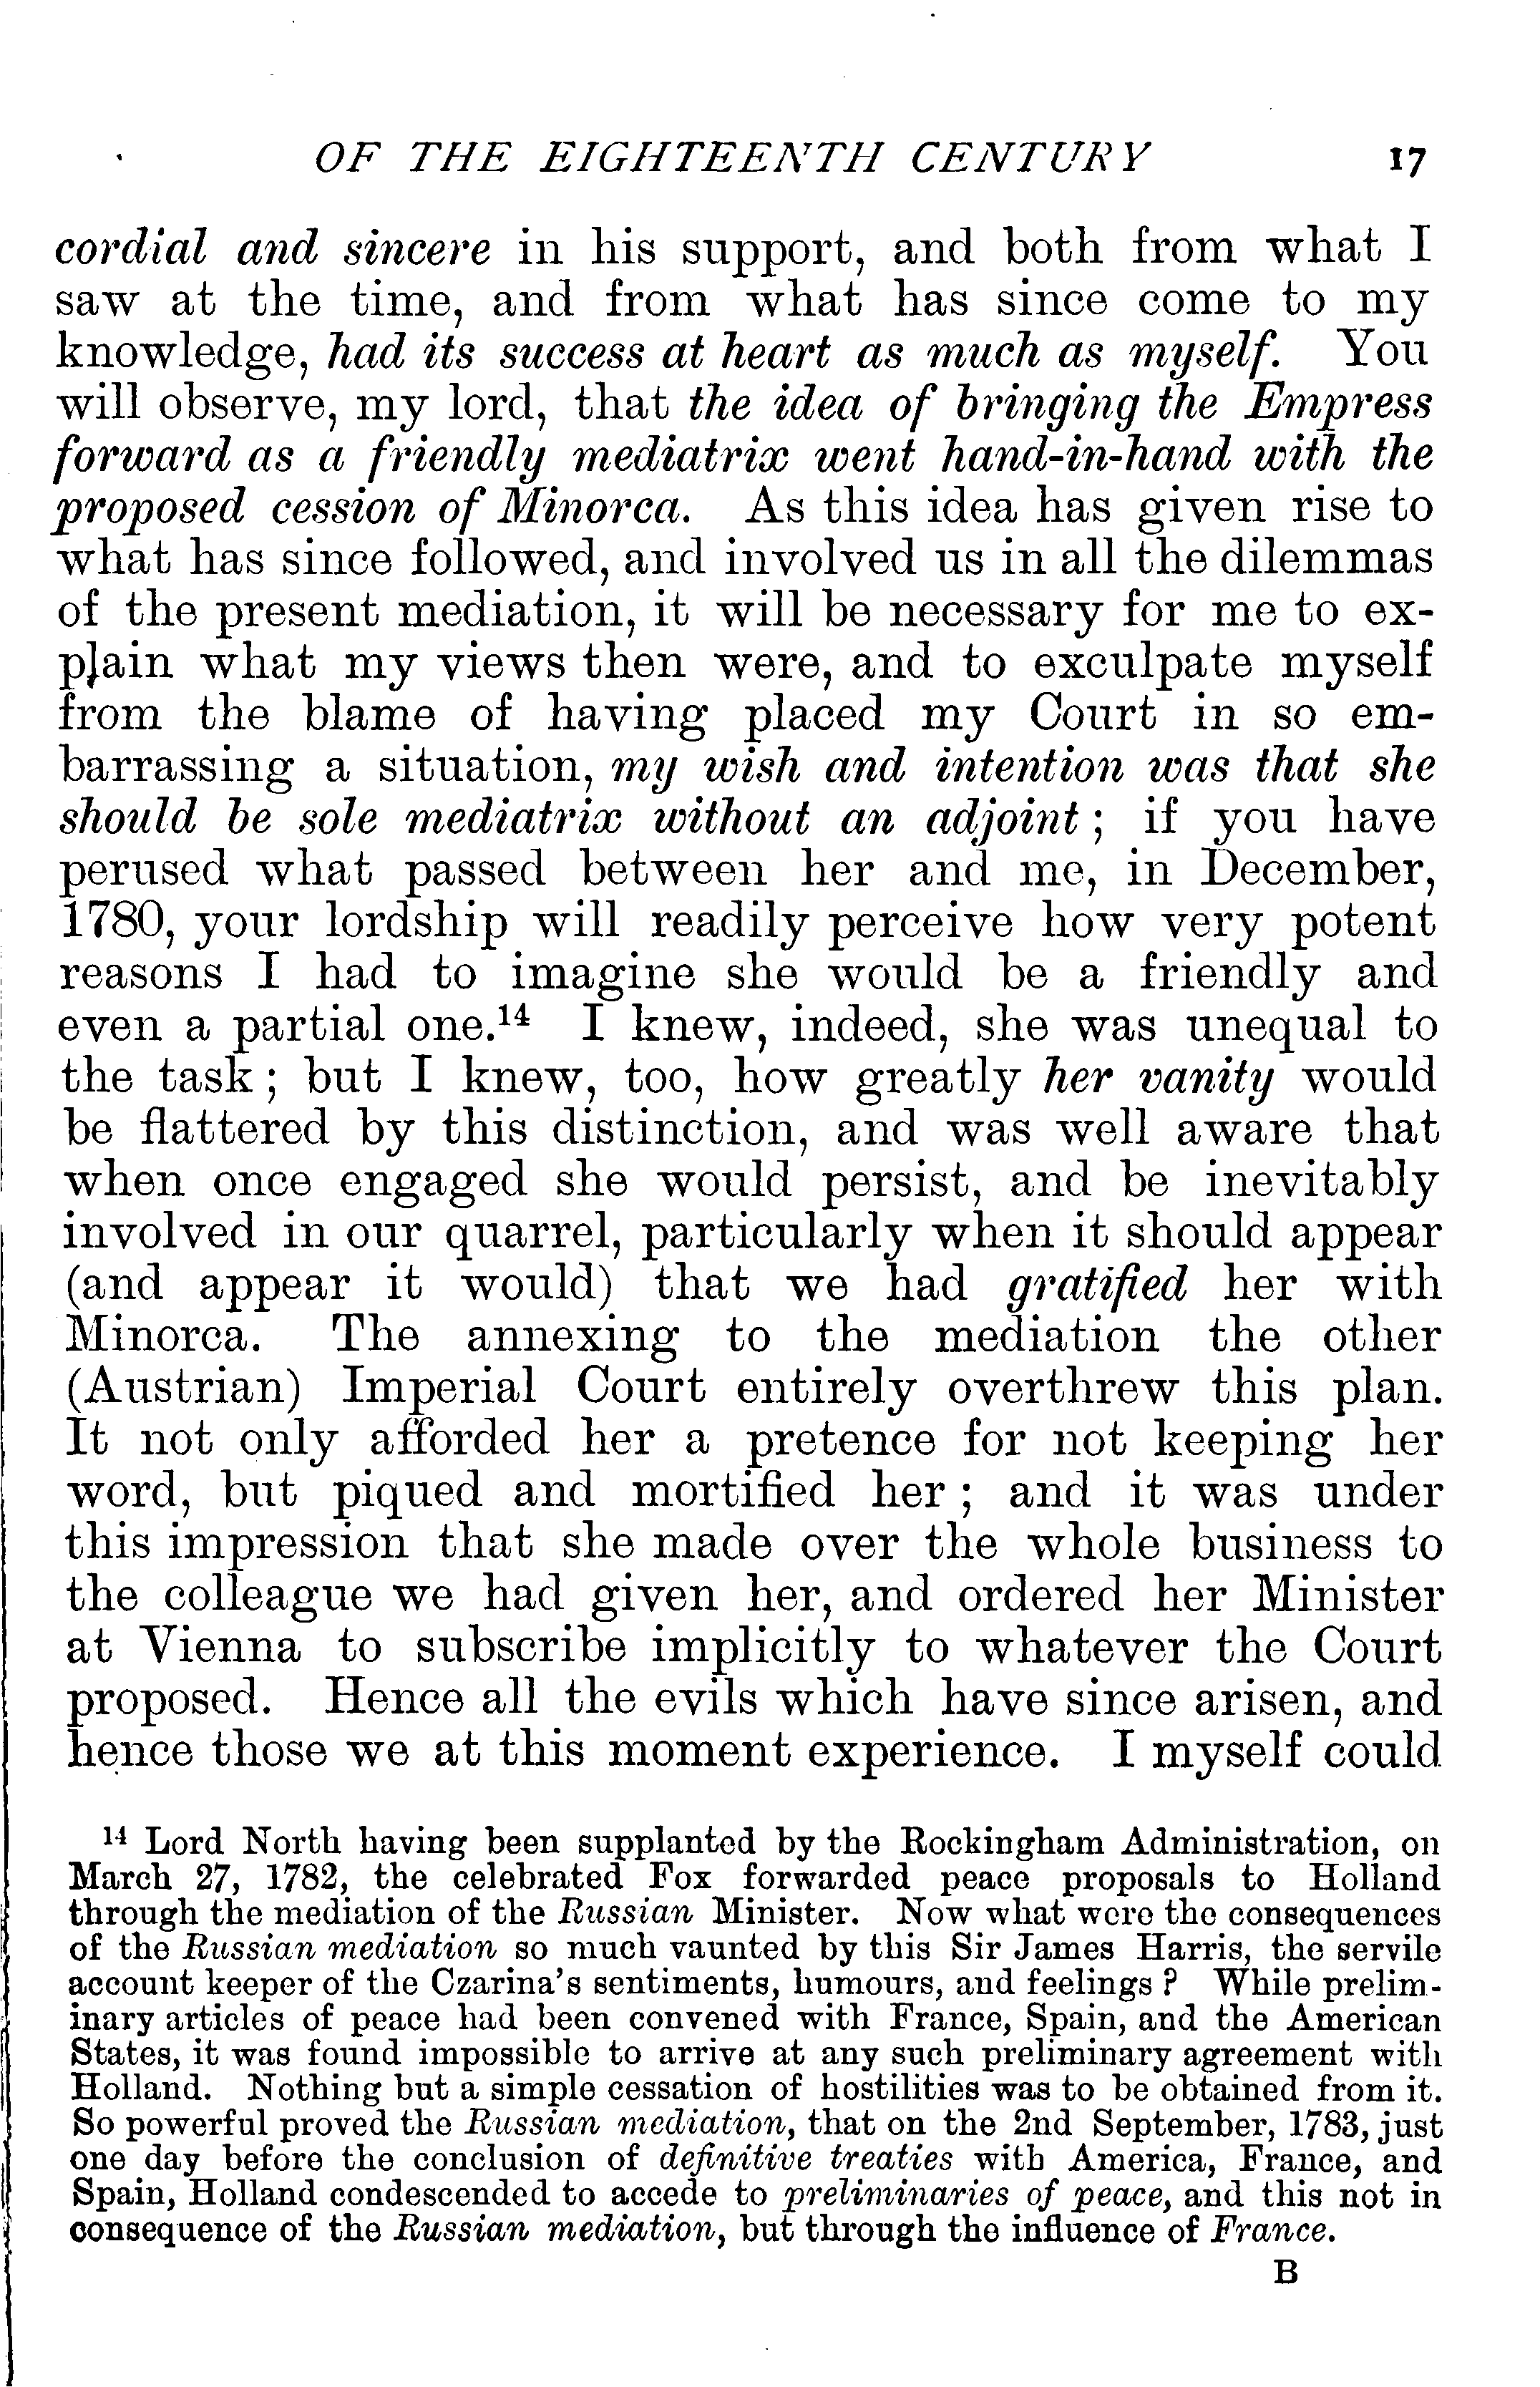 OF THE EIGHTEENTH CENTURY 17
cordial and sincere in his support, and both from what I
saw at the time, and from what has since come to my
knowledge, had its success at heart as much as myself. You
will observe, my lord, that the idea of bringing the Empress
forward as a friendly mediatrix went hand-in-hand with the
proposed cession of Minorca. As this idea has given rise to
what has since followed, and involved us in all the dilemmas
of the present mediation, it will be necessary for me to ex-
plain what my views then were, and to exculpate myself
from the blame of having placed my Court in so em-
barrassing a situation, my wish and intention was that she
should be sole mediatrix without an adjoint; if you have
perused what passed between her and me, in December,
1780, your lordship will readily perceive how very potent
reasons I had to imagine she would be a friendly and
even a partial one.¹⁴ I knew, indeed, she was unequal to
the task; but I knew, too, how greatly her vanity would
be flattered by this distinction, and was well aware that
when once engaged she would persist, and be inevitably
involved in our quarrel, particularly when it should appear
(and appear it would) that we had gratified her with
Minorca. The annexing to the mediation the other
(Austrian) Imperial Court entirely overthrew this plan.
It not only afforded her a pretence for not keeping her
word, but piqued and mortified her; and it was under
this impression that she made over the whole business to
the colleague we had given her, and ordered her Minister
at Vienna to subscribe implicitly to whatever the Court
proposed. Hence all the evils which have since arisen, and
hence those we at this moment experience. I myself could
¹⁴ Lord North having been supplanted by the Rockingham Administration, on
March 27, 1782, the celebrated Fox forwarded peace proposals to Holland
through the mediation of the Russian Minister. Now what were the consequences
of the Russian mediation so much vaunted by this Sir James Harris, the servile
account keeper of the Czarina's sentiments, humours, and feelings? While prelim-
inary articles of peace had been convened with France, Spain, and the American
States, it was found impossible to arrive at any such preliminary agreement with
Holland. Nothing but a simple cessation of hostilities was to be obtained from it.
So powerful proved the Russian mediation, that on the 2nd September, 1783, just
one day before the conclusion of definitive treaties with America, France, and
Spain, Holland condescended to accede to preliminaries of peace, and this not in
consequence of the Russian mediation, but through the influence of France.
B